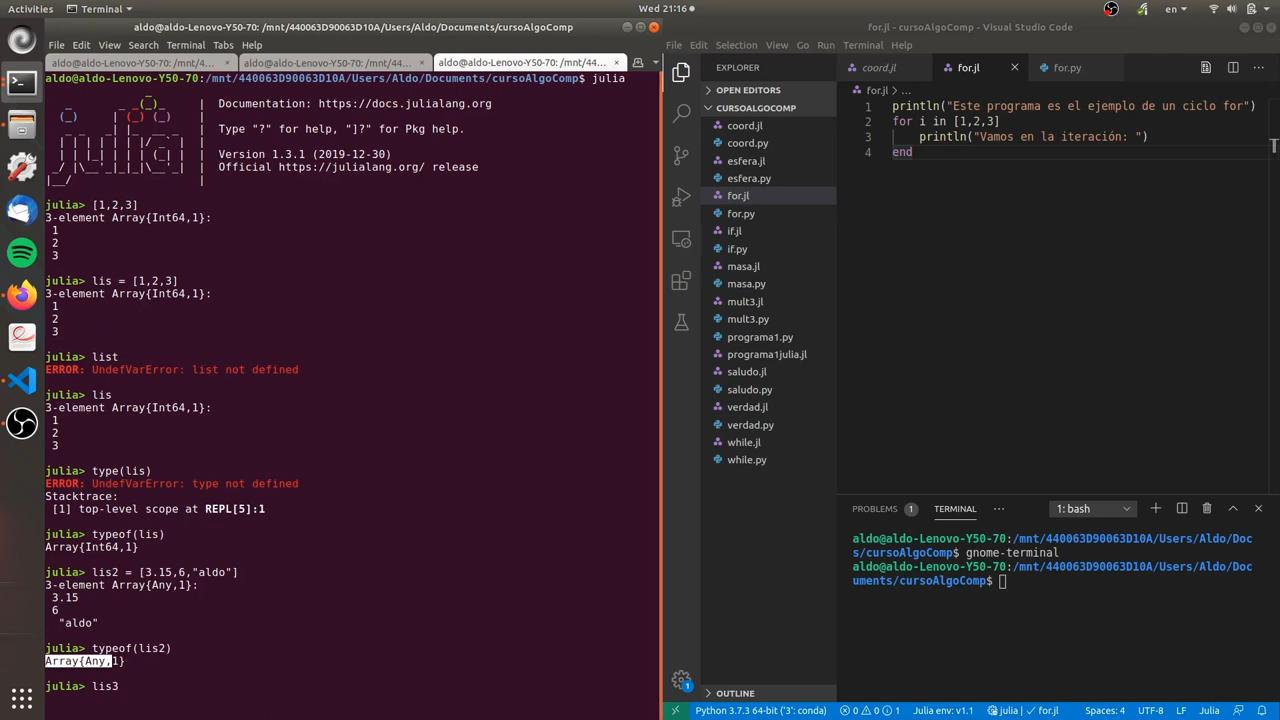 Activities
Terminal
Wed 21:16
en
aldo@aldo-Lenovo-Y50-70: /mnt/440063D90063D10A/Users/Aldo/Documents/cursoAlgoComp
File Edit View Search Terminal Tabs Help
aldo@aldo-Lenovo-Y50-70: /mnt/4...
aldo@aldo-Lenovo-Y50-70: /mnt/44...
aldo@aldo-Lenovo-Y50-70: /mnt/44...
aldo@aldo-Lenovo-Y50-70:/mnt/440063D90063D10A/Users/Aldo/Documents/cursoAlgoComp$ julia
Documentation: https://docs.julialang.org
Type "?" for help, "]?" for Pkg help.
Version 1.3.1 (2019-12-30)
Official https://julialang.org/ release
julia> [1,2,3]
3-element Array{Int64,1}:
1
2
3
julia> lis = [1,2,3]
3-element Array{Int64,1}:
1
2
3
julia> list
ERROR: UndefVarError: list not defined
julia> lis
3-element Array{Int64,1}:
1
2
3
julia> type(lis)
ERROR: UndefVarError: type not defined
Stacktrace:
[1] top-level scope at REPL[5]:1
julia> typeof(lis)
Array{Int64,1}
julia> lis2 = [3.15,6,"aldo"]
3-element Array{Any,1}:
3.15
6
"aldo"
julia> typeof(lis2)
Array{Any,1}
julia> lis3
for.jl - cursoAlgoComp - Visual Studio Code
File Edit Selection View Go Run Terminal Help
EXPLORER
OPEN EDITORS
CURSOALGOCOMP
coord.jl
coord.py
esfera.jl
esfera.py
for.jl
for.py
if.jl
if.py
masa.jl
masa.py
mult3.jl
mult3.py
programa1.py
programa1julia.jl
saludo.jl
saludo.py
verdad.jl
verdad.py
while.jl
while.py
OUTLINE
1
coord.jl
for.jl
for.py
for.jl > ...
1 println("Este programa es el ejemplo de un ciclo for")
2 for i in [1,2,3]
3 println("Vamos en la iteración: ")
4 end
PROBLEMS 1 TERMINAL ... 1: bash
aldo@aldo-Lenovo-Y50-70:/mnt/440063D90063D10A/Users/Aldo/Doc
s/cursoAlgoComp$ gnome-terminal
aldo@aldo-Lenovo-Y50-70:/mnt/440063D90063D10A/Users/Aldo/Doc
uments/cursoAlgoComp$
Python 3.7.3 64-bit ('3': conda) 0 0 1 Julia env: v1.1 julia | ✓ for.jl Spaces: 4 UTF-8 LF Julia